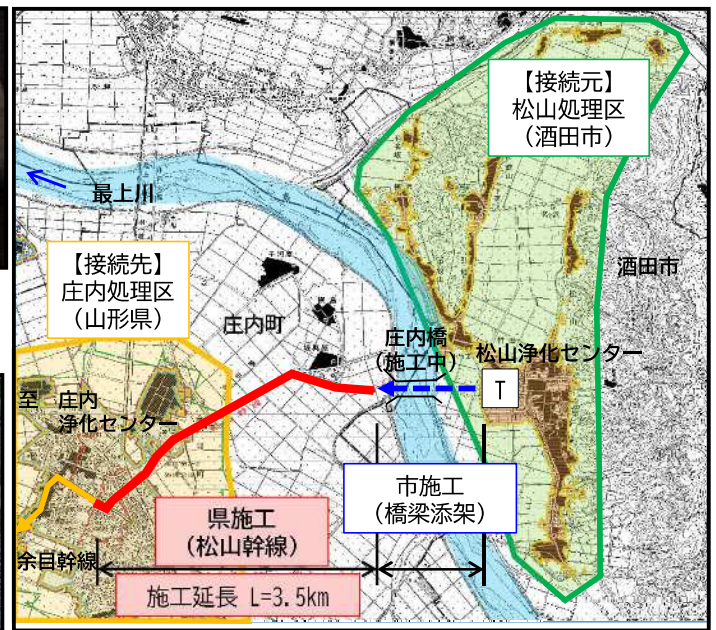 【接続元】
松山処理区
（酒田市）
最上川
酒田市
【接続先】
庄内処理区
（山形県）
庄内町
庄内橋
（施工中）
松山浄化センター
T
至 庄内
浄化センター
市施工
（橋梁添架）
県施工
（松山幹線）
余目幹線
施工延長 L=3.5km